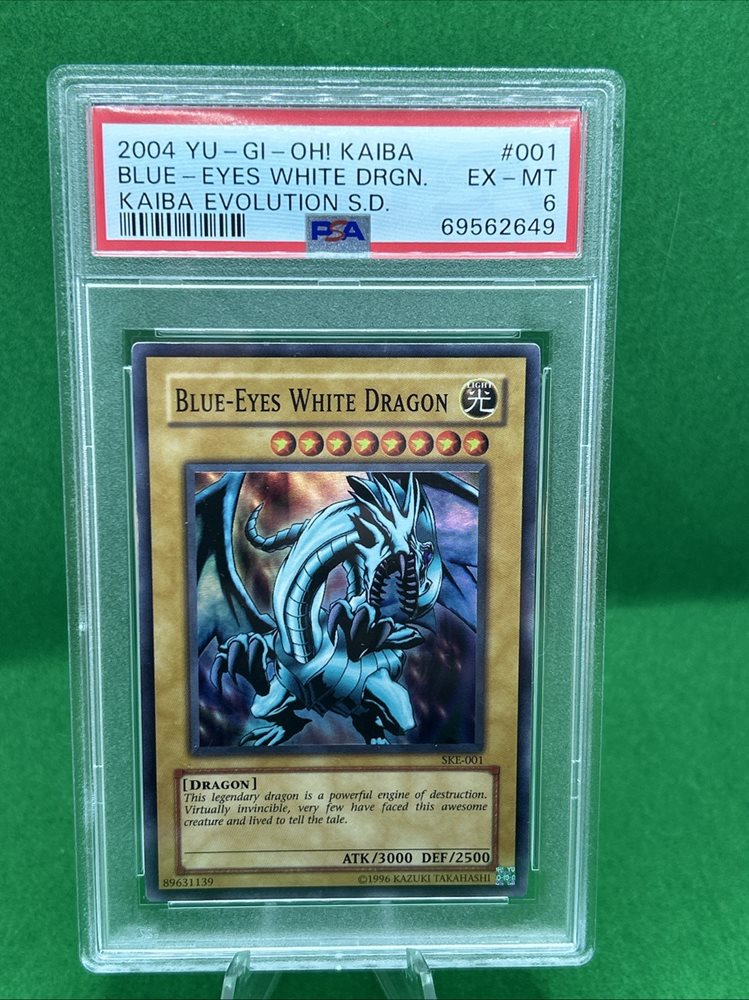 2004 YU-GI-OH! KAIBA #001
BLUE-EYES WHITE DRGN. EX-MT
KAIBA EVOLUTION S.D. 6
PSA 69562649
BLUE-EYES WHITE DRAGON
LIGHT
光
SKE-001
[DRAGON]
This legendary dragon is a powerful engine of destruction.
Virtually invincible, very few have faced this awesome
creature and lived to tell the tale.
ATK/3000 DEF/2500
89631139 ©1996 KAZUKI TAKAHASHI